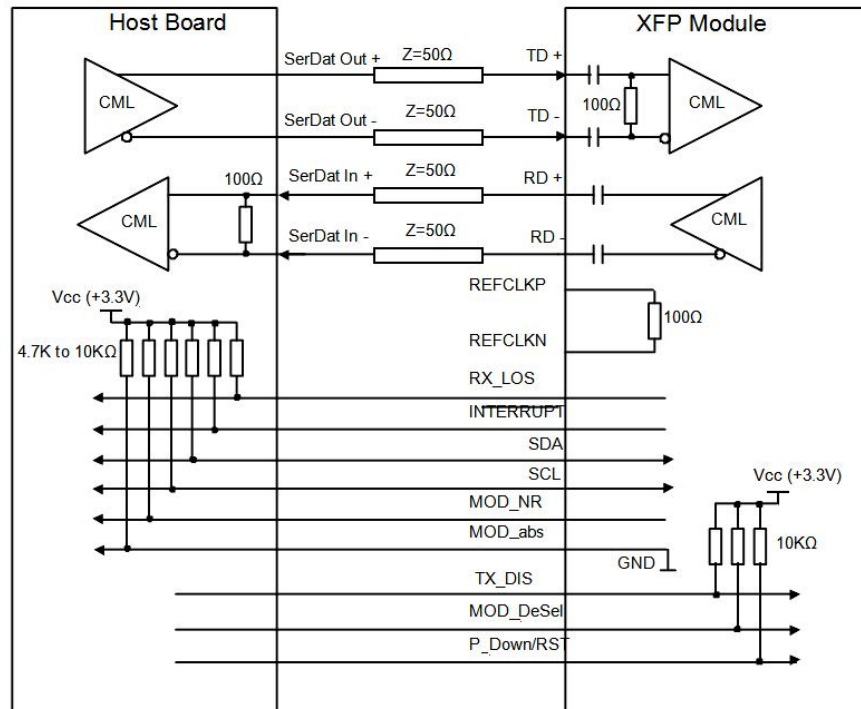 Host Board
XFP Module
SerDat Out +
Z=50Ω
TD +
CML
100Ω
CML
SerDat Out -
Z=50Ω
TD -
100Ω
SerDat In +
Z=50Ω
RD +
CML
CML
SerDat In -
Z=50Ω
RD -
REFCLKP
Vcc (+3.3V)
100Ω
4.7K to 10KΩ
REFCLKN
RX_LOS
INTERRUPT
SDA
SCL
Vcc (+3.3V)
MOD_NR
MOD_abs
10KΩ
GND
TX_DIS
MOD_DeSel
P_Down/RST